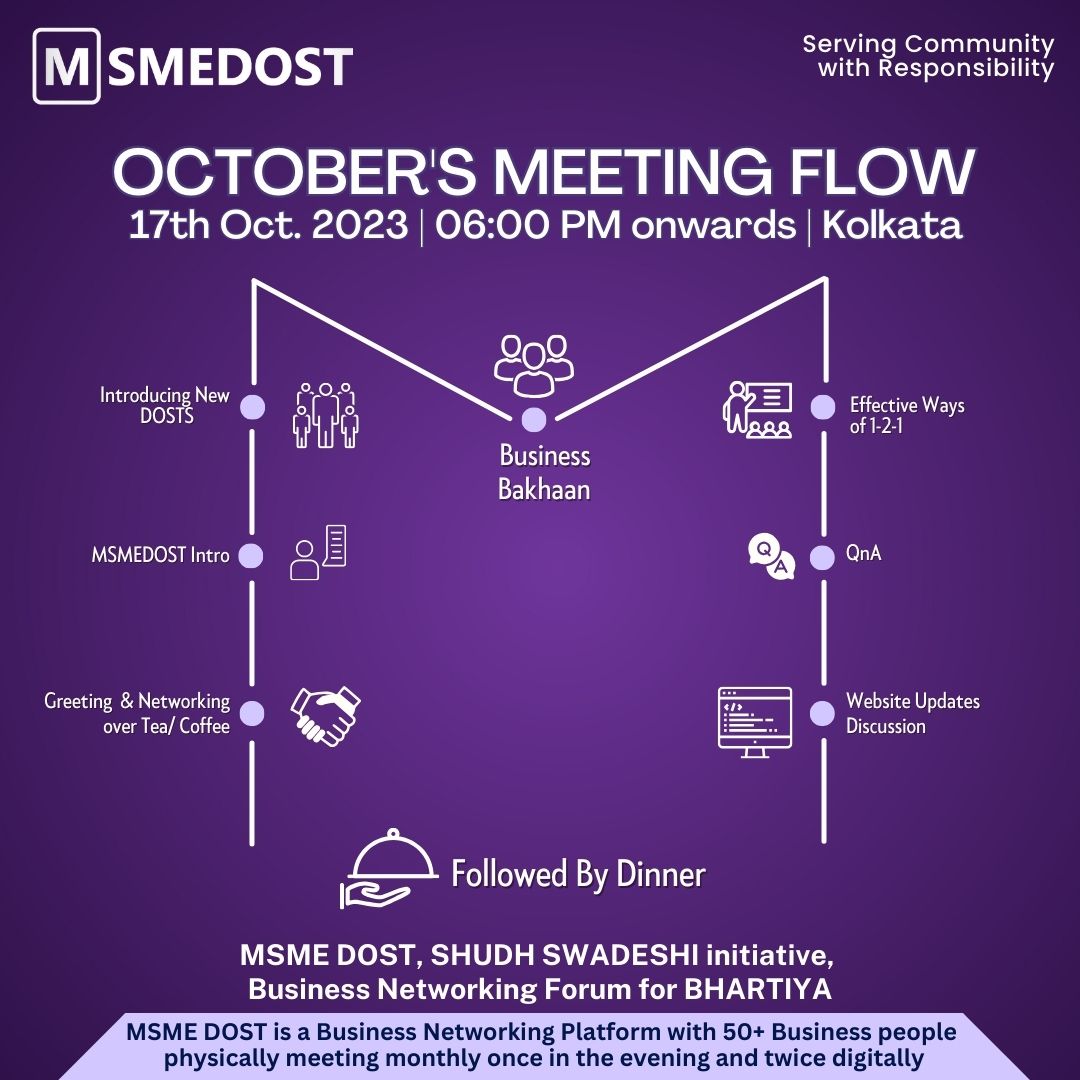 MSMEDOST
Serving Community
with Responsibility
OCTOBER'S MEETING FLOW
17th Oct. 2023 | 06:00 PM onwards | Kolkata
Introducing New
DOSTS
MSMEDOST Intro
Greeting & Networking
over Tea/ Coffee
Business
Bakhaan
Effective Ways
of 1-2-1
Q
A
QnA
Website Updates
Discussion
Followed By Dinner
MSME DOST, SHUDH SWADESHI initiative,
Business Networking Forum for BHARTIYA
MSME DOST is a Business Networking Platform with 50+ Business people
physically meeting monthly once in the evening and twice digitally